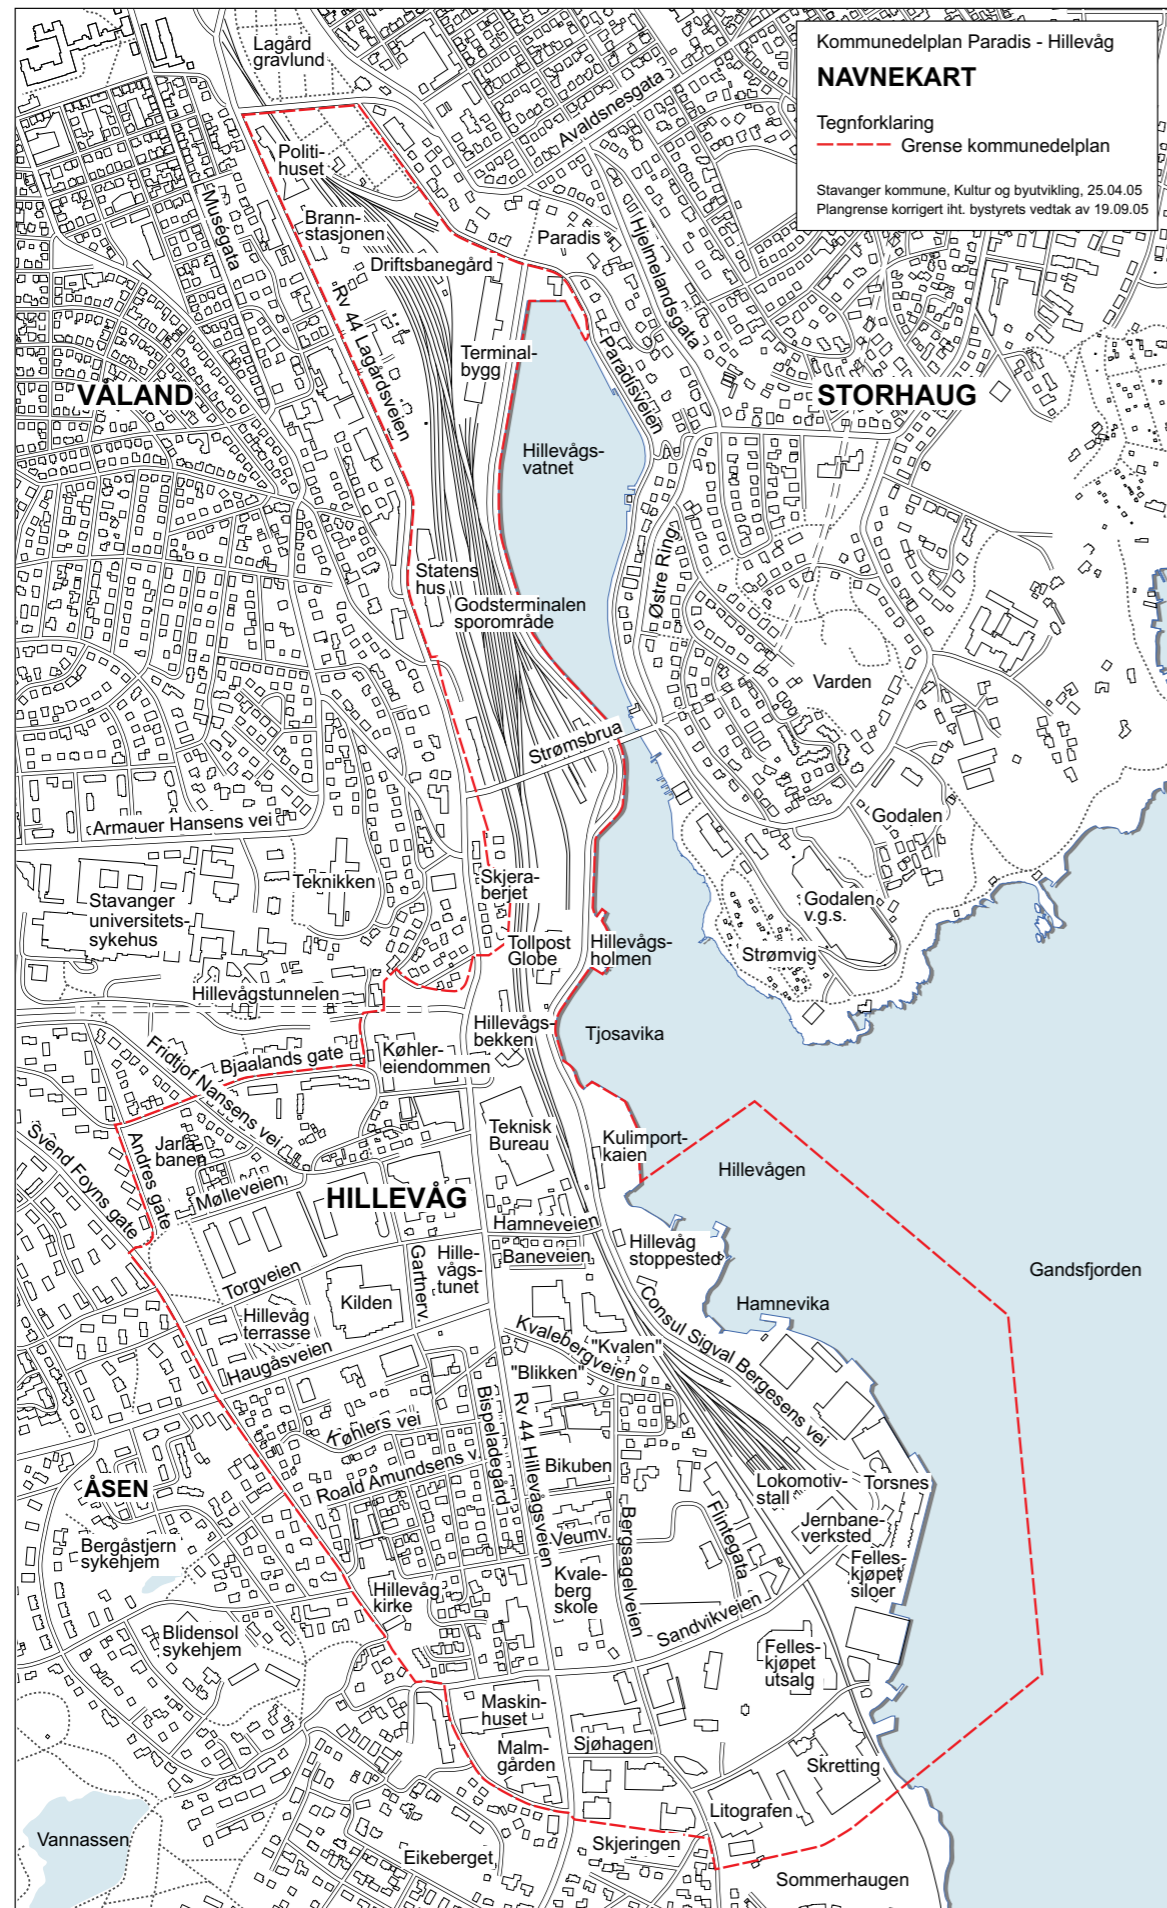 Kommunedelplan Paradis - Hillevåg
NAVNEKART
Tegnforklaring
Grense kommunedelplan
Stavanger kommune, Kultur og byutvikling, 25.04.05
Plangrense korrigert iht. bystyrets vedtak av 19.09.05
Lagård
gravlund
Avaldsnesgata
Politi-
huset
Muségata
Brann-
stasjonen
Paradis
Hjelmelandsgata
Driftsbanegård
Rv 44 Lagårdsveien
Terminal-
bygg
Paradisveien
VÅLAND
STORHAUG
Hillevågs-
vatnet
Østre Ring
Statens
hus
Godsterminalen
sporområde
Varden
Strømsbrua
Armauer Hansens vei
Godalen
Teknikken
Skjera-
berjet
Stavanger
universitets-
sykehus
Godalen
v.g.s.
Tollpost
Globe
Hillevågs-
holmen
Strømvig
Hillevågstunnelen
Hillevågs-
bekken
Tjosavika
Fridtjof Nansens vei
Bjaalands gate
Køhler-
eiendommen
Svend Foyns gate
Andres gate
Jarla-
banen
Teknisk
Bureau
Kulimport-
kaien
Hillevågen
Mølleveien
HILLEVÅG
Hamneveien
Baneveien
Hillevåg
stoppested
Gandsfjorden
Torgveien
Gartnerv.
Hille-
vågs-
tunet
Kilden
Hamnevika
Hillevåg
terrasse
Consul Sigval Bergesens vei
Haugåsveien
Kvalebergveien
"Kvalen"
"Blikken"
Køhlers vei
Bispeladegård
Rv 44 Hillevågsveien
Roald Amundsens v.
Bikuben
ÅSEN
Lokomotiv-
stall
Torsnes
Jernbane-
verksted
Flintegata
Bergsagelveien
Veumv.
Bergåstjern
sykehjem
Felles-
kjøpet
siloer
Hillevåg
kirke
Kvale-
berg
skole
Sandvikveien
Blidensol
sykehjem
Felles-
kjøpet
utsalg
Maskin-
huset
Malm-
gården
Sjøhagen
Skretting
Litografen
Vannassen
Skjeringen
Eikeberget
Sommerhaugen